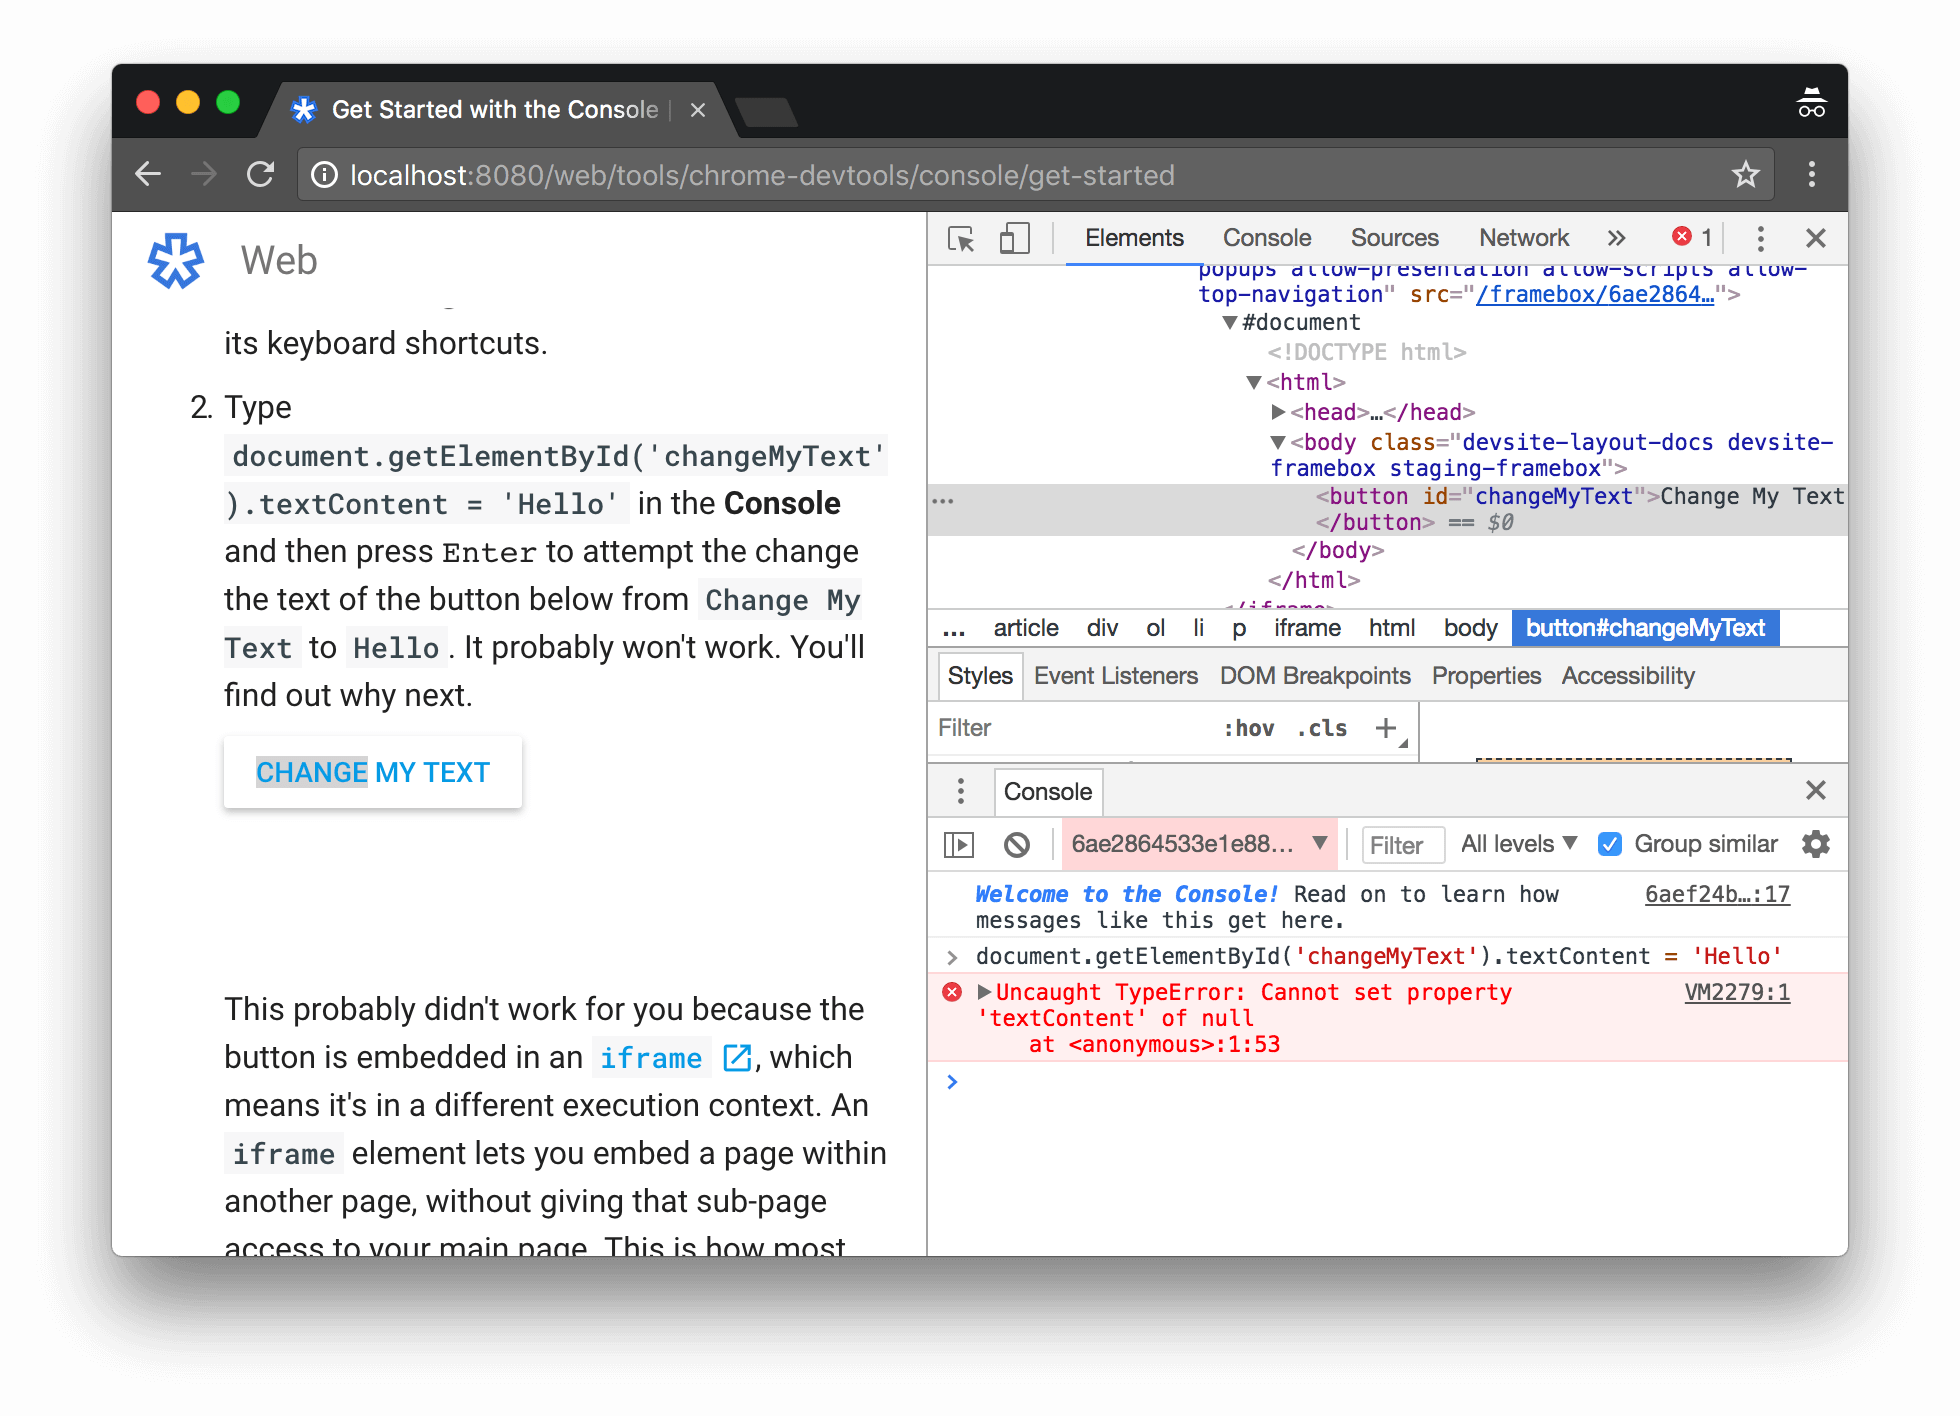 Get Started with the Console
localhost:8080/web/tools/chrome-devtools/console/get-started
Web
its keyboard shortcuts.
2. Type
document.getElementById('changeMyText'
).textContent = 'Hello' in the Console
and then press Enter to attempt the change
the text of the button below from Change My
Text to Hello. It probably won't work. You'll
find out why next.
CHANGE MY TEXT
This probably didn't work for you because the
button is embedded in an iframe, which
means it's in a different execution context. An
iframe element lets you embed a page within
another page, without giving that sub-page
access to your main page. This is how most
Elements Console Sources Network » 1
popups allow-presentation allow-scripts allow-
top-navigation" src="/framebox/6ae2864…">
▼#document
<!DOCTYPE html>
▼<html>
▶<head>…</head>
▼<body class="devsite-layout-docs devsite-
framebox staging-framebox">
… <button id="changeMyText">Change My Text
</button> == $0
</body>
</html>
</iframe>
... article div ol li p iframe html body button#changeMyText
Styles Event Listeners DOM Breakpoints Properties Accessibility
Filter :hov .cls +
Console
6ae2864533e1e88... ▼ Filter All levels ▼ Group similar
Welcome to the Console! Read on to learn how 6aef24b…:17
messages like this get here.
> document.getElementById('changeMyText').textContent = 'Hello'
▶Uncaught TypeError: Cannot set property VM2279:1
'textContent' of null
at <anonymous>:1:53
>